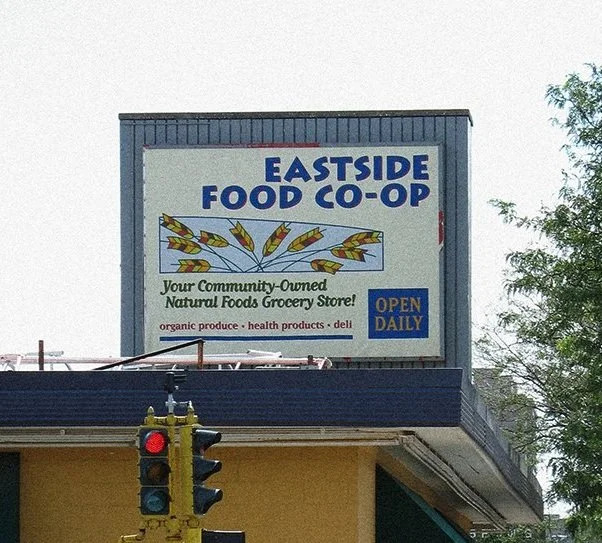 EASTSIDE
FOOD CO-OP
Your Community-Owned
Natural Foods Grocery Store!
organic produce • health products • deli
OPEN
DAILY